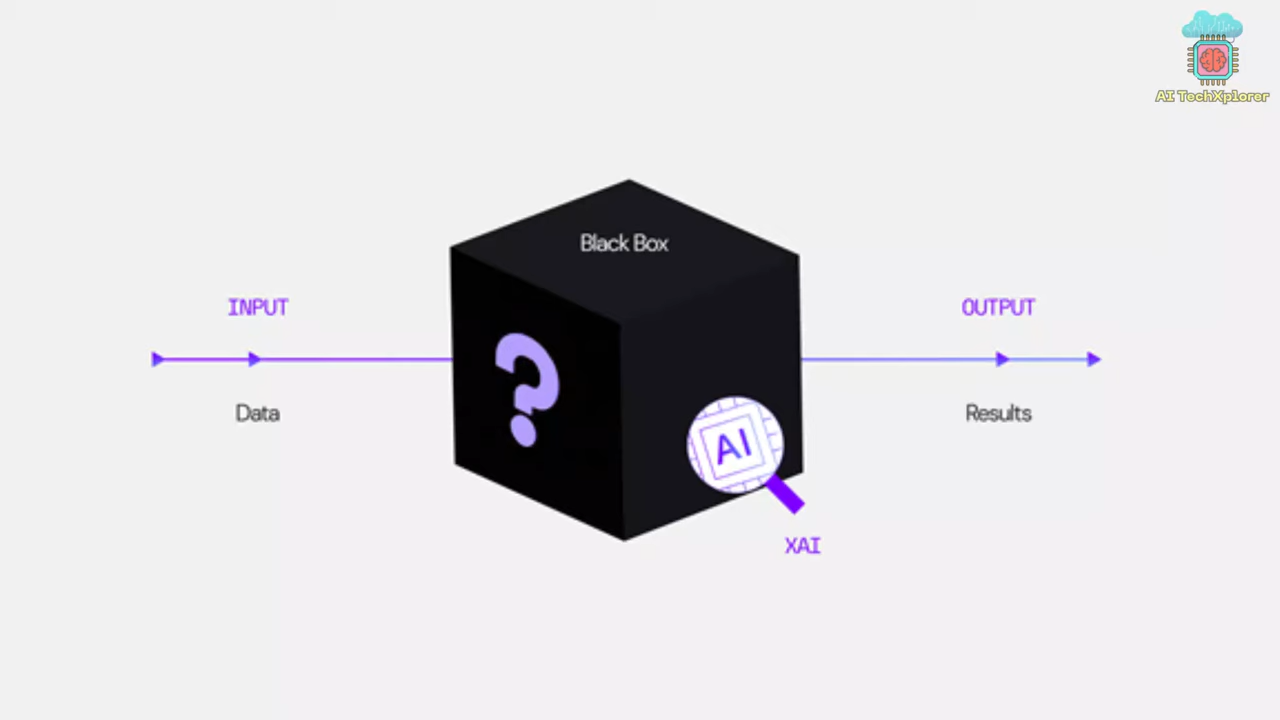 AI TechXplorer
Black Box
INPUT
OUTPUT
?
Data
Results
AI
XAI